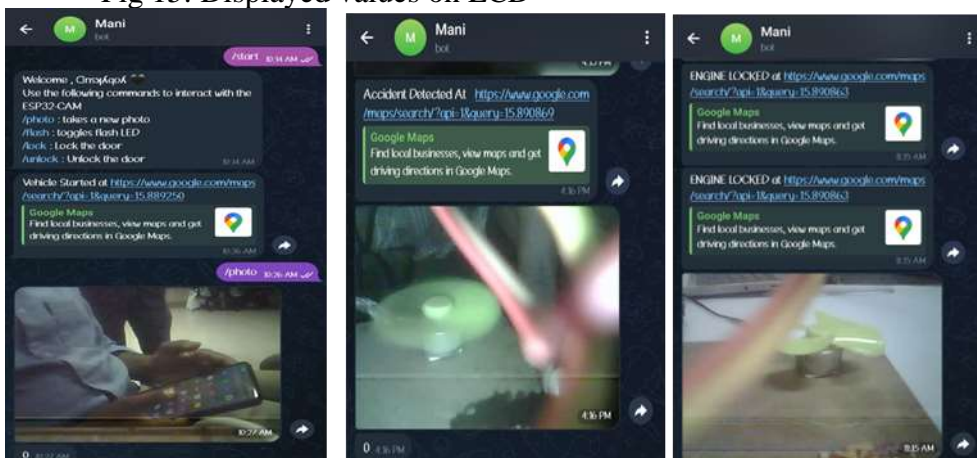 Fig 13: Displayed values on LCD
Mani
bot
/start 10:14 AM
Welcome ,
Use the following commands to interact with the
ESP32-CAM
/photo : takes a new photo
/flash : toggles flash LED
/lock : Lock the door
/unlock : Unlock the door
10:14 AM
Vehicle Started at https://www.google.com/maps
/search/?api=1&query=15.889250
Google Maps
Find local businesses, view maps and get
driving directions in Google Maps.
10:26 AM
/photo 10:26 AM
10:27 AM
0 10:27 AM
Mani
bot
4:15 PM
Accident Detected At https://www.google.com
/maps/search/?api=1&query=15.890869
Google Maps
Find local businesses, view maps and get
driving directions in Google Maps.
4:16 PM
4:16 PM
0 4:16 PM
Mani
bot
ENGINE LOCKED at https://www.google.com/maps
/search/?api=1&query=15.890863
Google Maps
Find local businesses, view maps and get
driving directions in Google Maps.
8:15 AM
ENGINE LOCKED at https://www.google.com/maps
/search/?api=1&query=15.890863
Google Maps
Find local businesses, view maps and get
driving directions in Google Maps.
8:15 AM
8:15 AM